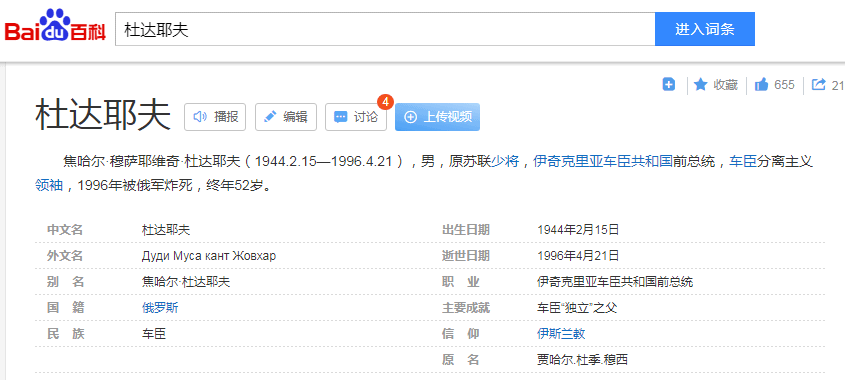 Bai du 百科
杜达耶夫
进入词条
收藏
655
21
杜达耶夫
播报
编辑
讨论
4
上传视频
焦哈尔·穆萨耶维奇·杜达耶夫（1944.2.15—1996.4.21），男，原苏联少将，伊奇克里亚车臣共和国前总统，车臣分离主义
领袖，1996年被俄军炸死，终年52岁。
中文名 杜达耶夫 出生日期 1944年2月15日
外文名 Дуди Муса кант Жовхар 逝世日期 1996年4月21日
别 名 焦哈尔·杜达耶夫 职 业 伊奇克里亚车臣共和国前总统
国 籍 俄罗斯 主要成就 车臣“独立”之父
民 族 车臣 信 仰 伊斯兰教
原 名 贾哈尔.杜季.穆西